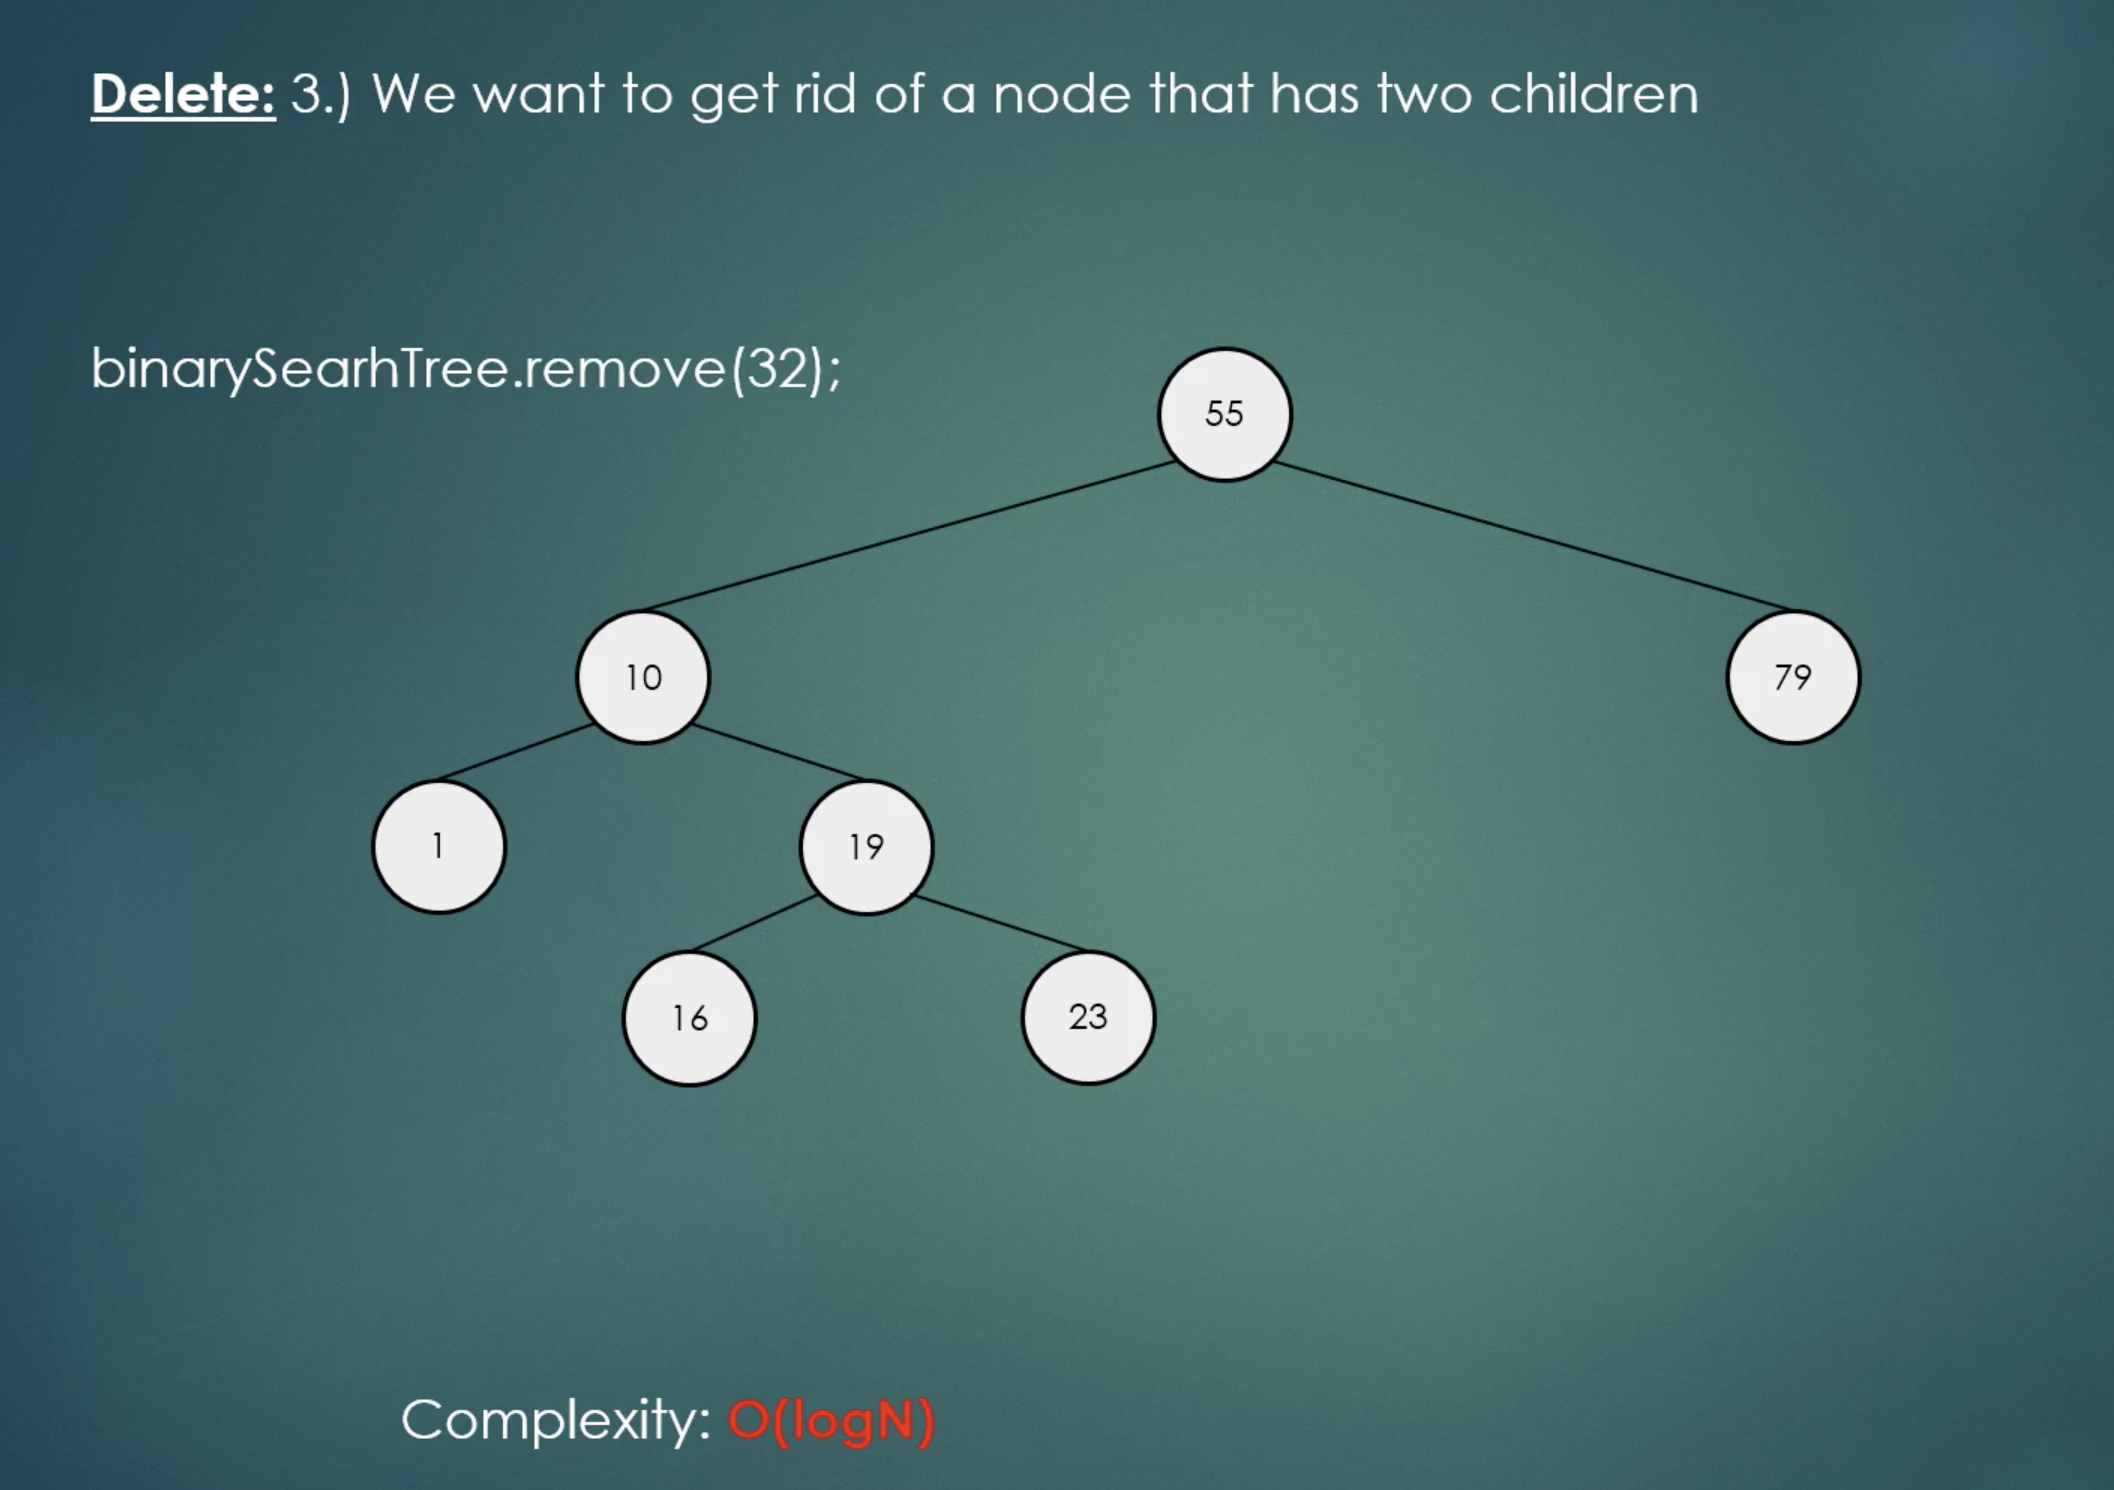 Delete: 3.) We want to get rid of a node that has two children
binarySearhTree.remove(32);
55
10
79
1
19
16
23
Complexity: O(logN)